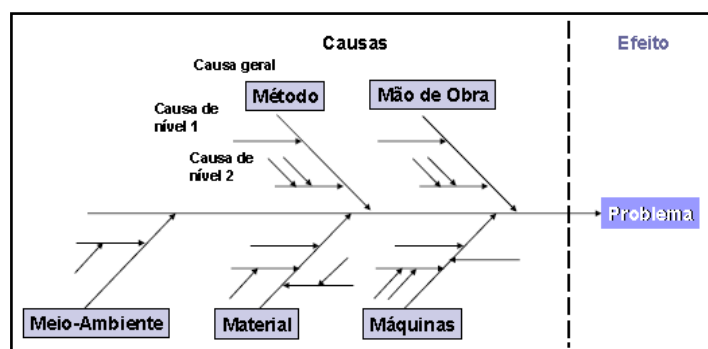 Causas
Efeito
Causa geral
Método
Mão de Obra
Causa de
nível 1
Causa de
nível 2
Problema
Meio-Ambiente
Material
Máquinas